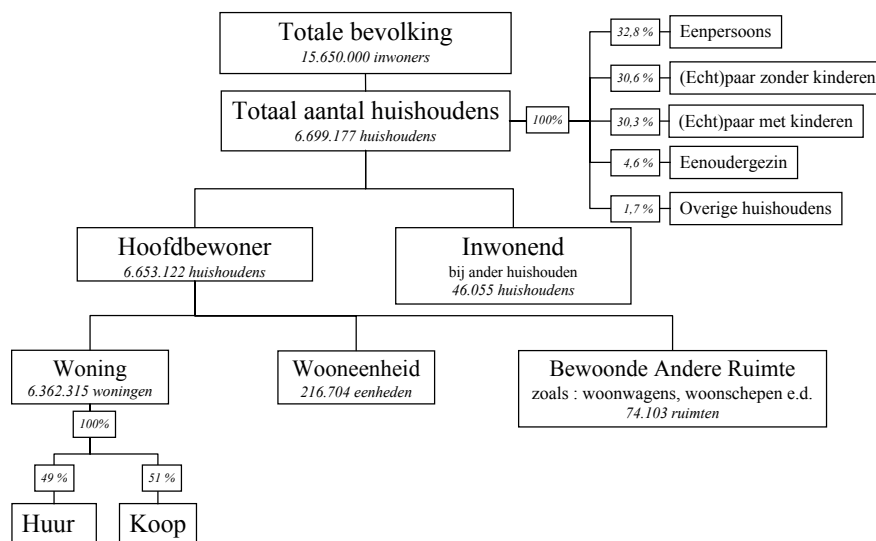 Totale bevolking
15.650.000 inwoners
Totaal aantal huishoudens
6.699.177 huishoudens
100%
32,8 %
Eenpersoons
30,6 %
(Echt)paar zonder kinderen
30,3 %
(Echt)paar met kinderen
4,6 %
Eenoudergezin
1,7 %
Overige huishoudens
Hoofdbewoner
6.653.122 huishoudens
Inwonend
bij ander huishouden
46.055 huishoudens
Woning
6.362.315 woningen
Wooneenheid
216.704 eenheden
Bewoonde Andere Ruimte
zoals : woonwagens, woonschepen e.d.
74.103 ruimten
100%
49 %
51 %
Huur
Koop